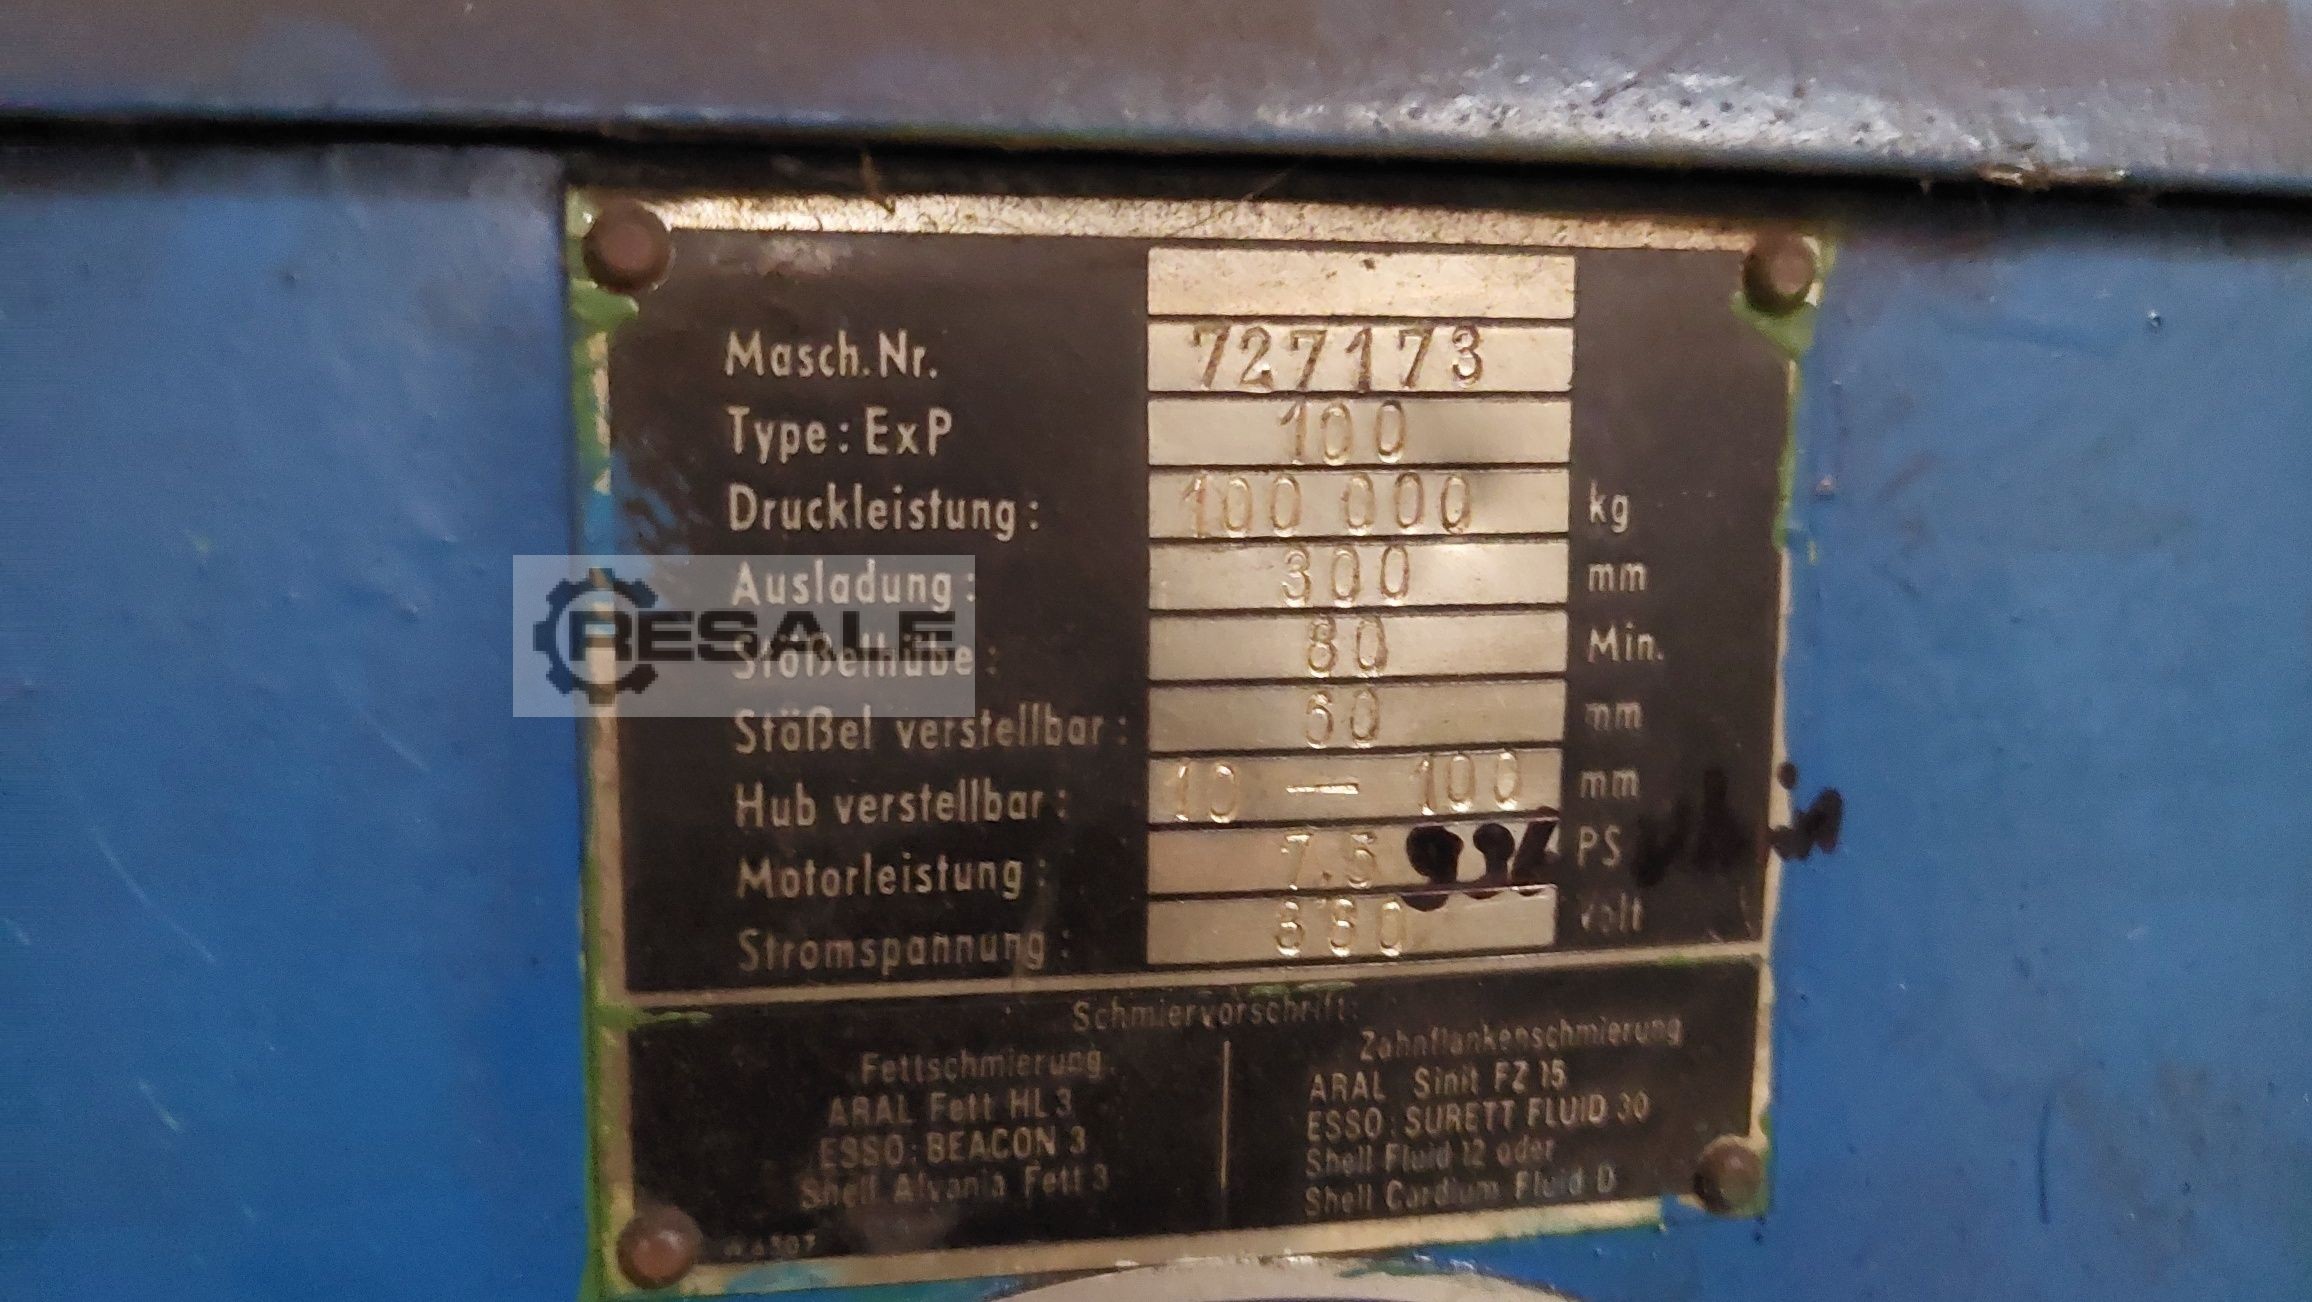 Masch.Nr. 727173
Type: ExP 100
Druckleistung: 100 000 kg
Ausladung: 300 mm
RESALE
Stößelhübe: 80 Min.
Stößel verstellbar: 60 mm
Hub verstellbar: 10 — 100 mm
Motorleistung: 7.5 PS
Stromspannung: 380 Volt
Schmiervorschrift:
Fettschmierung
ARAL Fett HL 3
ESSO: BEACON 3
Shell Alvania Fett 3
Zahnflankenschmierung
ARAL Sinit FZ 15
ESSO: SURETT FLUID 30
Shell Fluid 12 oder
Shell Cardium Fluid D